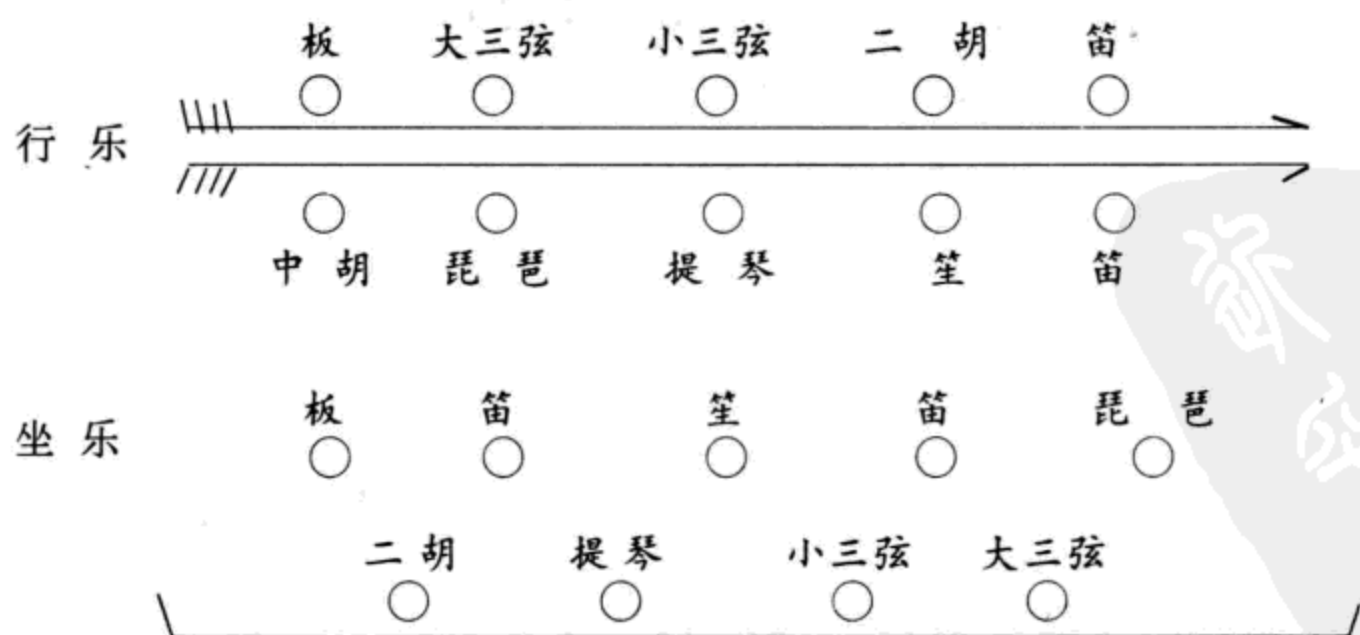 板 大三弦 小三弦 二胡 笛
行乐
中胡 琵琶 提琴 笙 笛
板 笛 笙 笛 琵琶
坐乐
二胡 提琴 小三弦 大三弦